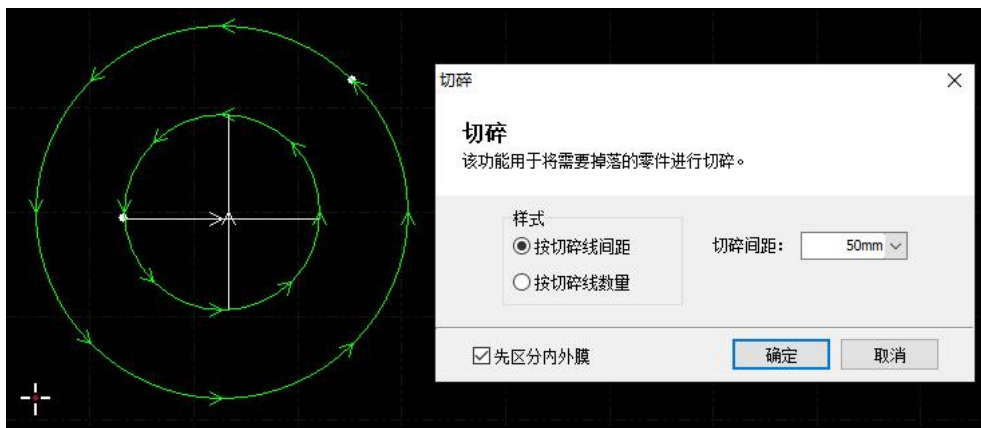 切碎
切碎
该功能用于将需要掉落的零件进行切碎。
样式
按切碎线间距
切碎间距： 50mm
按切碎线数量
先区分内外膜
确定
取消